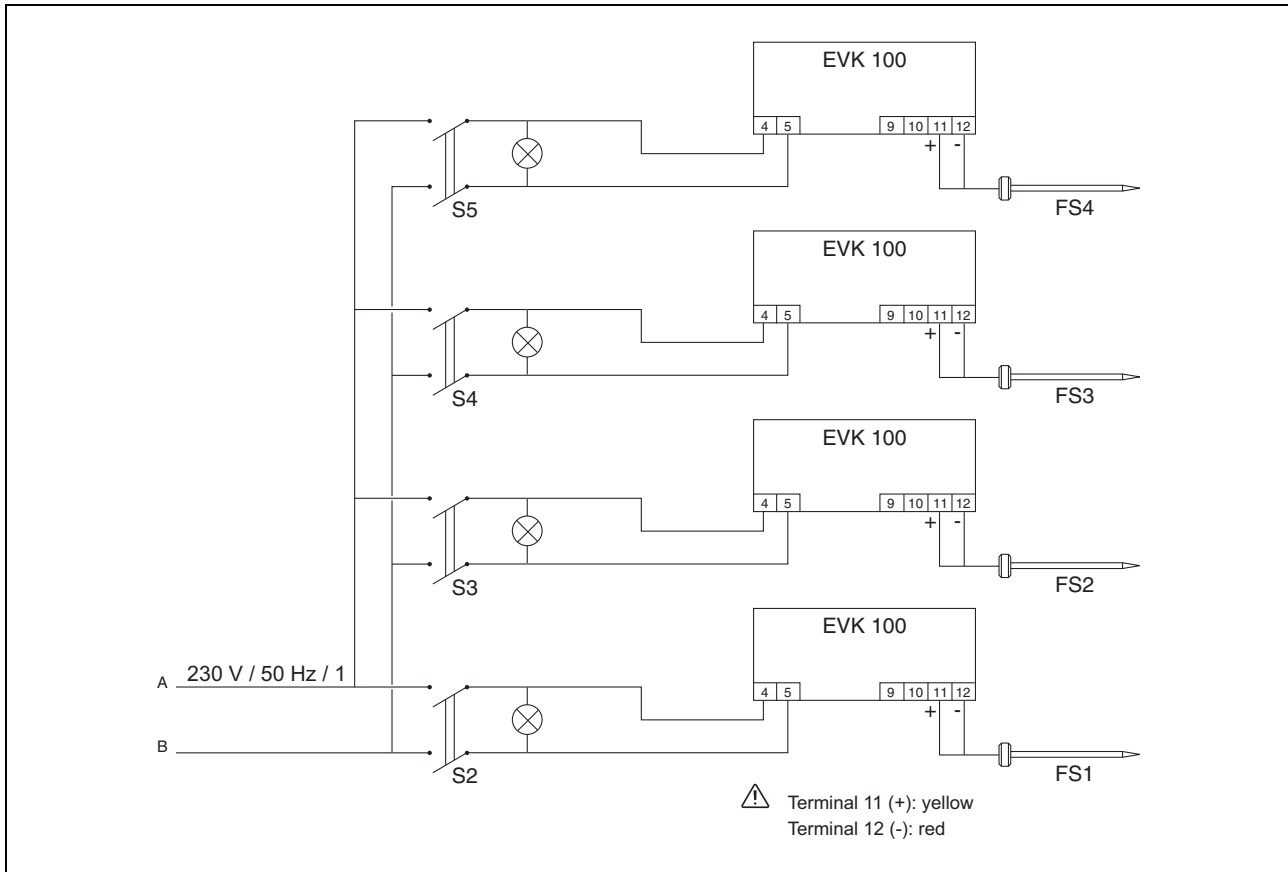 EVK 100
4 5 9 10 11 12
+ -
S5
FS4
EVK 100
4 5 9 10 11 12
+ -
S4
FS3
EVK 100
4 5 9 10 11 12
+ -
S3
FS2
EVK 100
A 230 V / 50 Hz / 1
4 5 9 10 11 12
+ -
B
S2
FS1
Terminal 11 (+): yellow
Terminal 12 (-): red